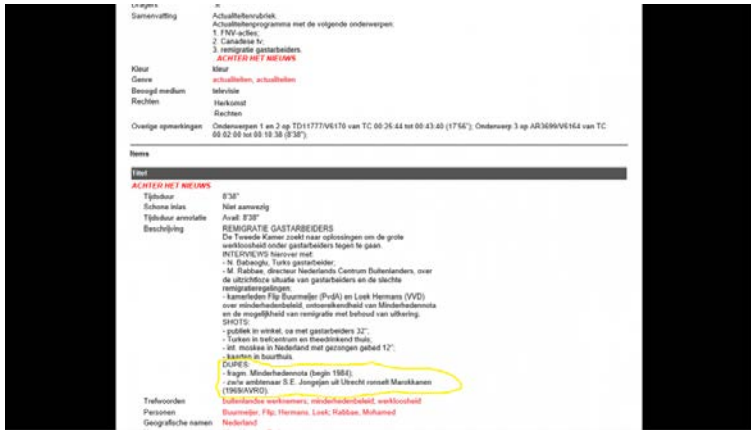 Dragers
Samenvatting Actualiteitenrubriek.
Actualiteitenprogramma met de volgende onderwerpen:
1. FNV-acties;
2. Canadese tv;
3. remigratie gastarbeiders.
ACHTER HET NIEUWS
Kleur kleur
Genre actualiteiten, actualiteiten
Beoogd medium televisie
Rechten Herkomst
Rechten
Overige opmerkingen Onderwerpen 1 en 2 op TD11777/V6170 van TC 00:25:44 tot 00:43:40 (17'56"); Onderwerp 3 op AR3699/V6164 van TC
00:02:00 tot 00:10:38 (8'38").
Items
Titel
ACHTER HET NIEUWS
Tijdsduur 8'38"
Schone inlas Niet aanwezig
Tijdsduur annotatie Avail: 8'38"
Beschrijving REMIGRATIE GASTARBEIDERS
De Tweede Kamer zoekt naar oplossingen om de grote
werkloosheid onder gastarbeiders tegen te gaan.
INTERVIEWS hierover met:
- N. Babaoglu, Turks gastarbeider;
- M. Rabbae, directeur Nederlands Centrum Buitenlanders, over
de uitzichtloze situatie van gastarbeiders en de slechte
remigratieregelingen;
- kamerleden Flip Buurmeijer (PvdA) en Loek Hermans (VVD)
over minderhedenbeleid, ontoereikendheid van Minderhedennota
en de mogelijkheid van remigratie met behoud van uitkering.
SHOTS:
- publiek in winkel, oa met gastarbeiders 32";
- Turken in trefcentrum en theedrinkend thuis;
- int. moskee in Nederland met gezongen gebed 12";
- kaarten in buurthuis.
DUPES:
- fragm. Minderhedennota (begin 1984);
- zw/w ambtenaar S.E. Jongejan uit Utrecht ronselt Marokkanen
(1969/AVRO).
Trefwoorden buitenlandse werknemers, minderhedenbeleid, werkloosheid
Personen Buurmeijer, Flip; Hermans, Loek; Rabbae, Mohamed
Geografische namen Nederland